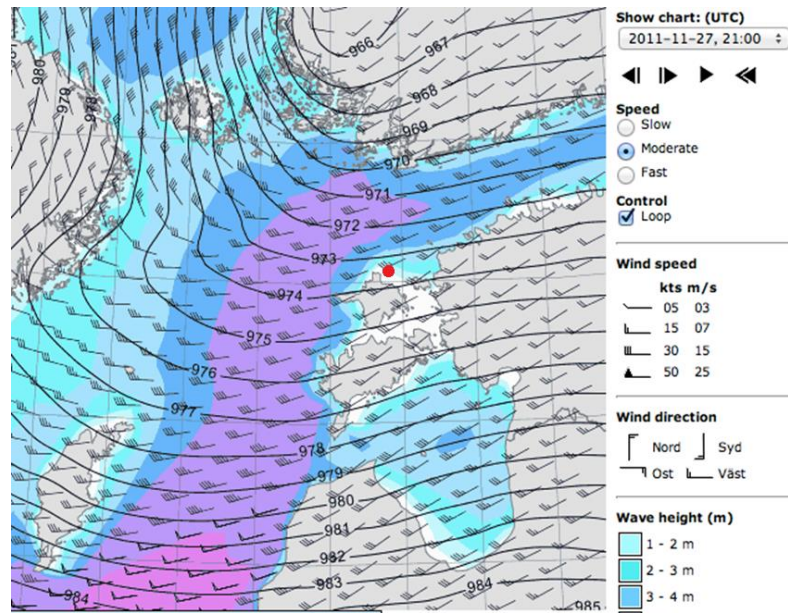 Show chart: (UTC)
2011-11-27, 21:00
Speed
Slow
Moderate
Fast
Control
Loop
Wind speed
kts m/s
05 03
15 07
30 15
50 25
Wind direction
Nord Syd
Ost Väst
Wave height (m)
1 - 2 m
2 - 3 m
3 - 4 m
980
979
978
966
967
968
969
970
971
972
973
974
975
976
977
978
979
980
981
982
983
984
984
985